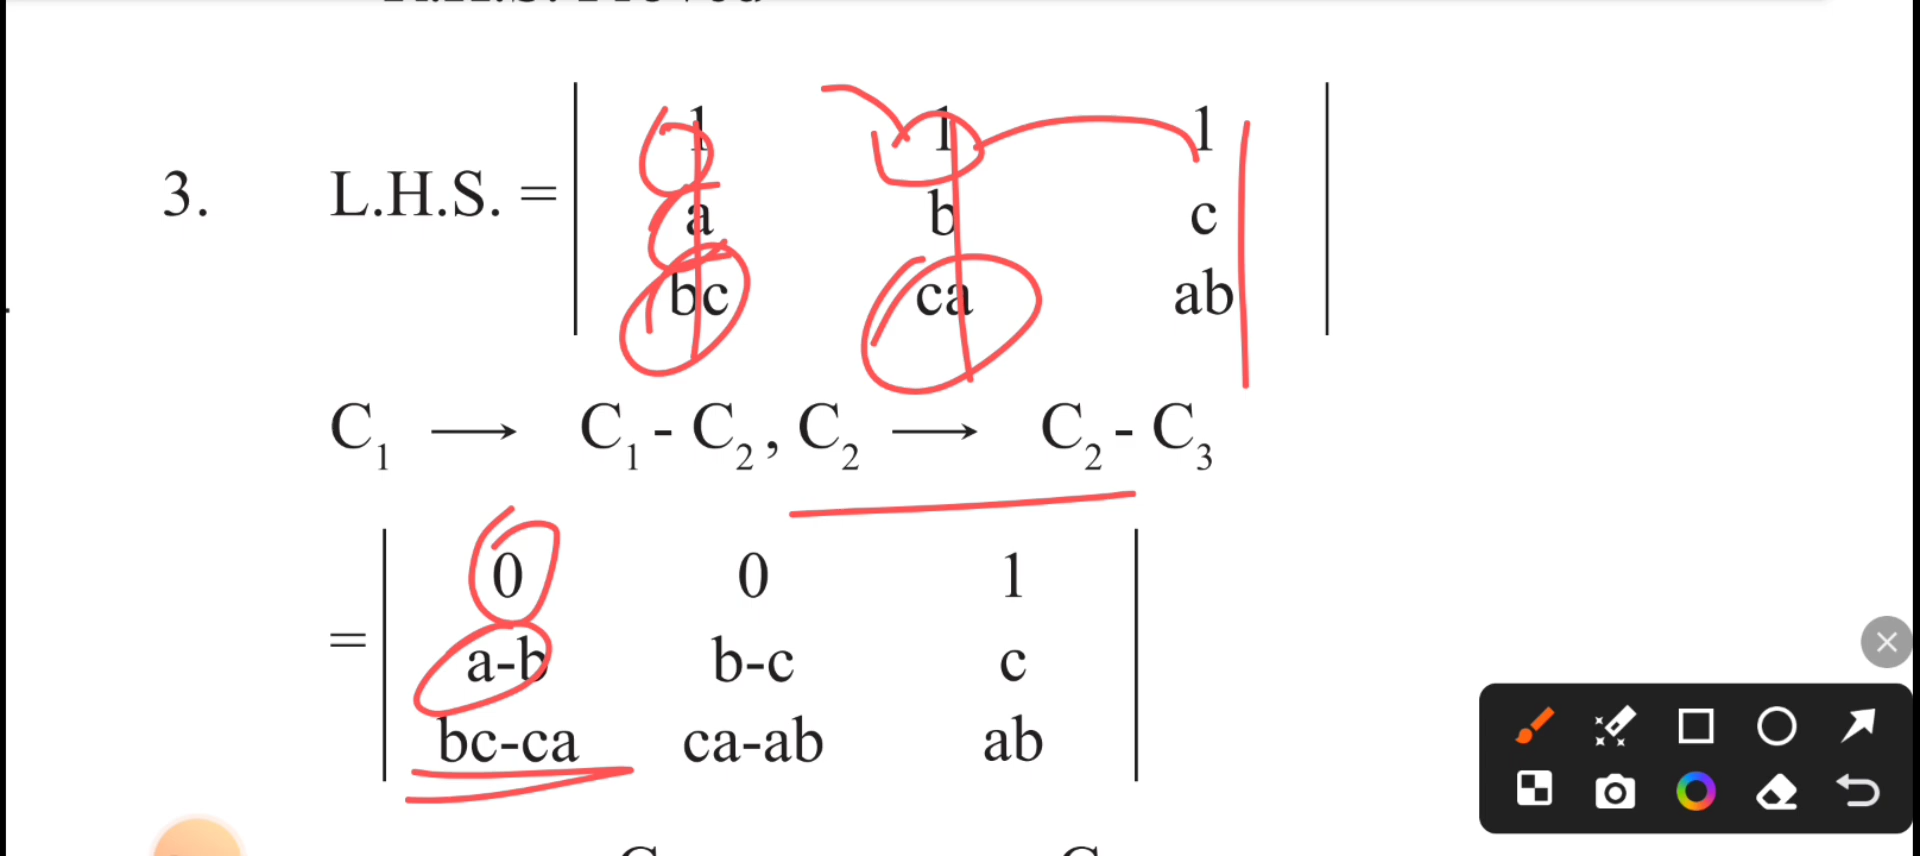 3. L.H.S. =
1 1 1
a b c
bc ca ab
C₁ ⟶ C₁ - C₂ , C₂ ⟶ C₂ - C₃
=
0 0 1
a-b b-c c
bc-ca ca-ab ab